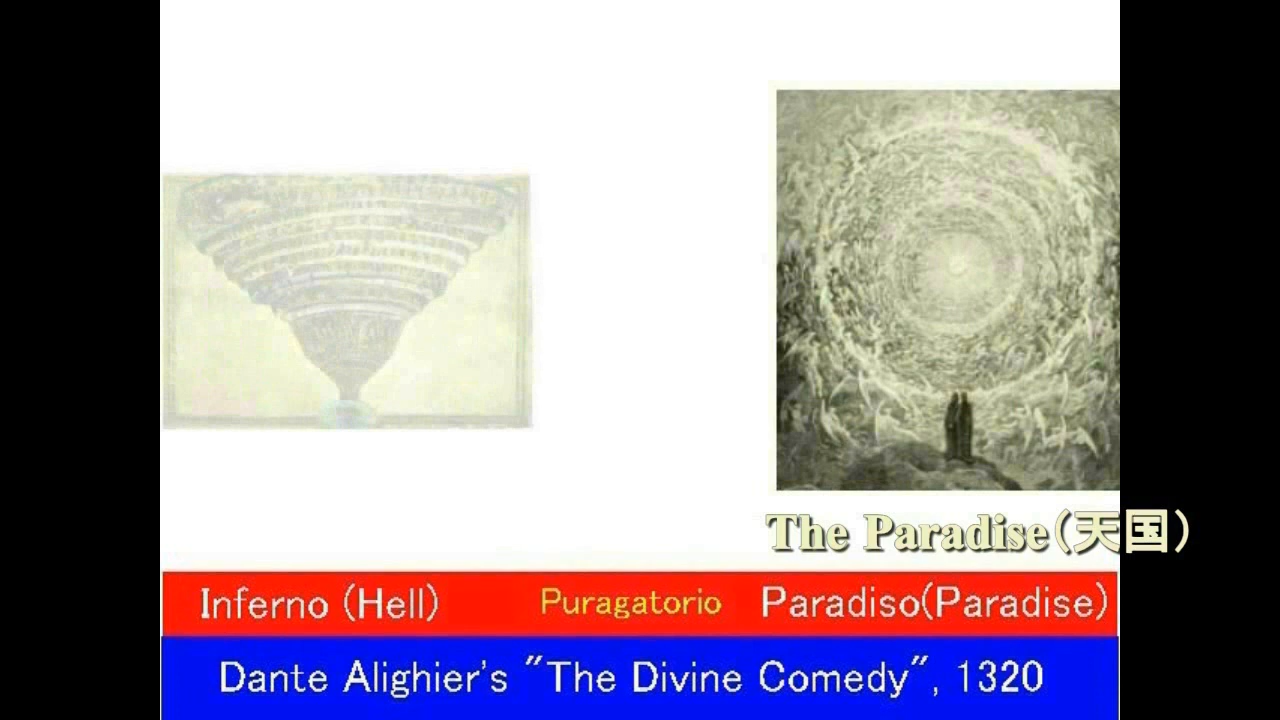 The Paradise(天国)
Inferno (Hell) Puragatorio Paradiso(Paradise)
Dante Alighier's "The Divine Comedy", 1320